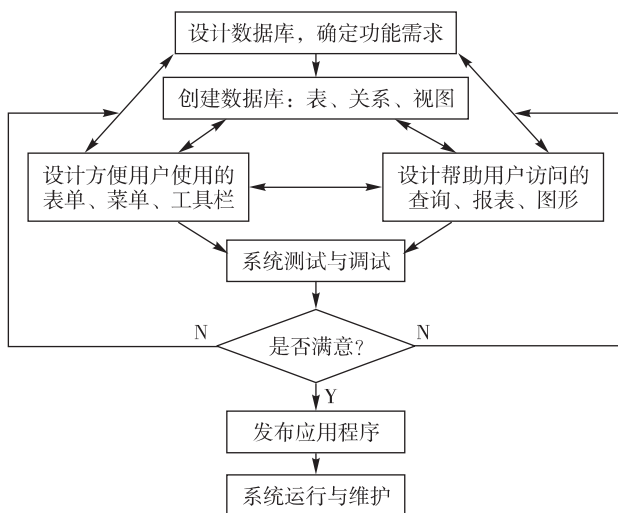 设计数据库，确定功能需求
创建数据库：表、关系、视图
设计方便用户使用的
表单、菜单、工具栏
设计帮助用户访问的
查询、报表、图形
系统测试与调试
N
是否满意？
N
Y
发布应用程序
系统运行与维护